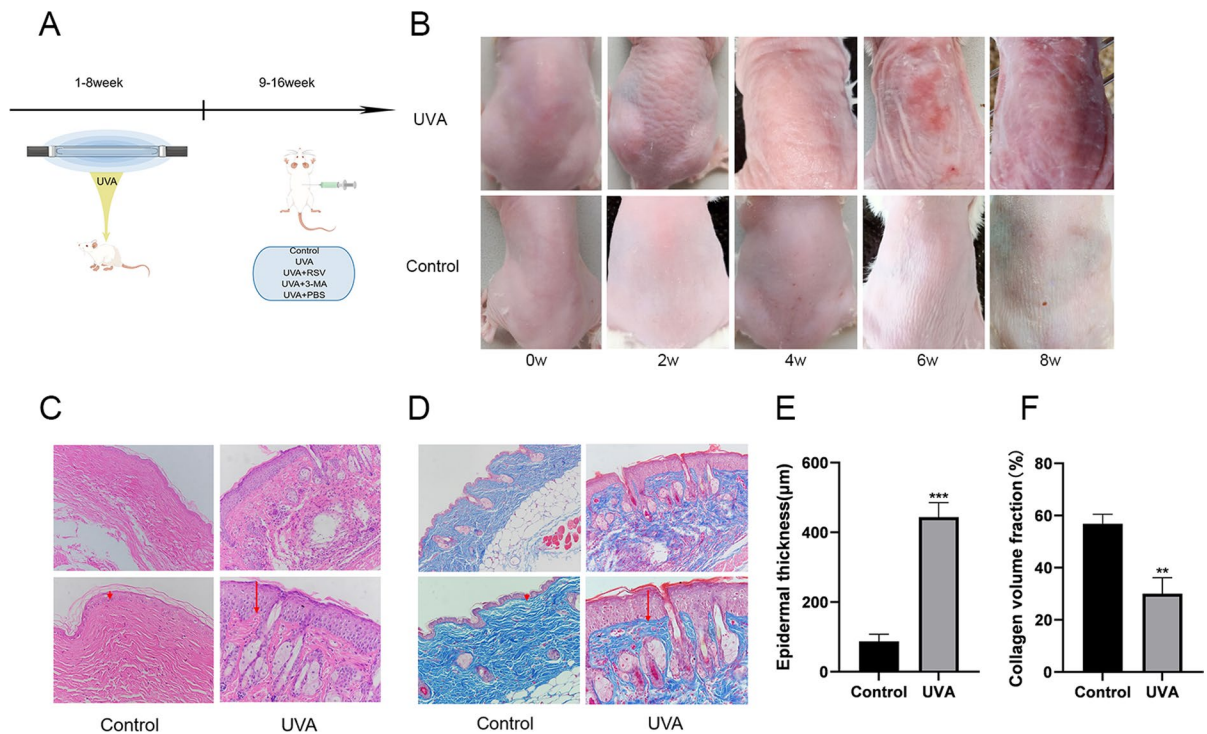 A
1-8week
9-16week
UVA
Control
UVA
UVA+RSV
UVA+3-MA
UVA+PBS
B
UVA
Control
0w
2w
4w
6w
8w
C
Control
UVA
D
Control
UVA
E
Epidermal thickness(μm)
600
400
200
0
***
Control
UVA
F
Collagen volume fraction(%)
80
60
40
20
0
**
Control
UVA